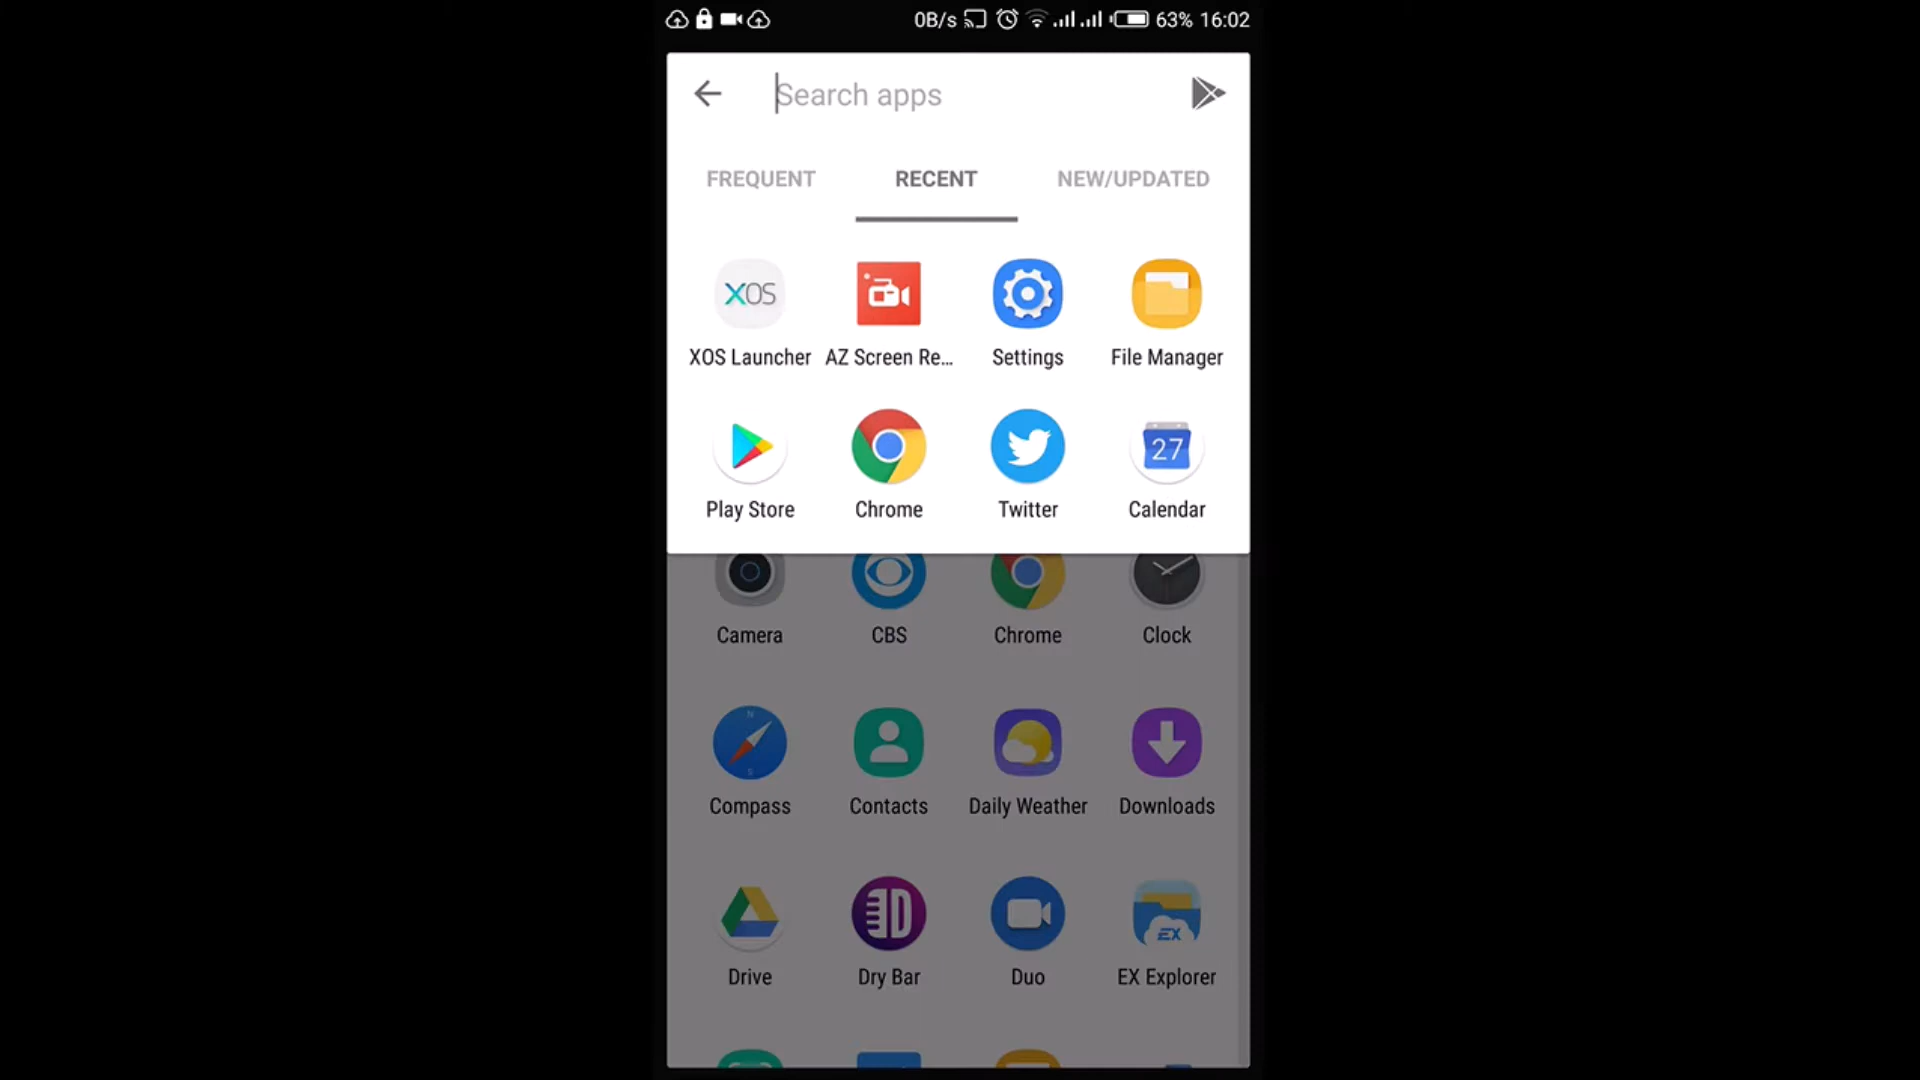 0B/s 63% 16:02
Search apps
FREQUENT RECENT NEW/UPDATED
XOS
XOS Launcher AZ Screen Re... Settings File Manager
27
Play Store Chrome Twitter Calendar
Camera CBS Chrome Clock
N
S
Compass Contacts Daily Weather Downloads
D
EX
Drive Dry Bar Duo EX Explorer